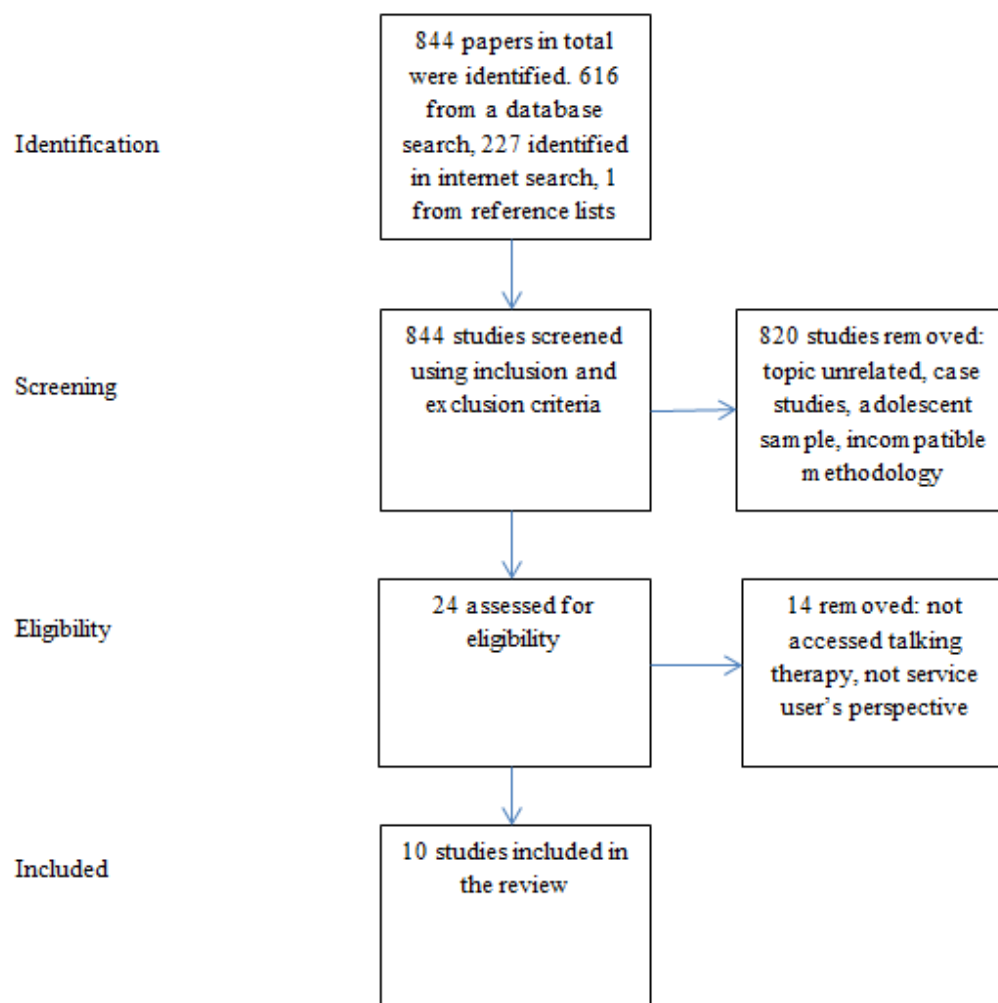 844 papers in total
were identified. 616
from a database
search, 227 identified
in internet search, 1
from reference lists
Identification
844 studies screened
using inclusion and
exclusion criteria
820 studies removed:
topic unrelated, case
studies, adolescent
sample, incompatible
methodology
Screening
24 assessed for
eligibility
14 removed: not
accessed talking
therapy, not service
user’s perspective
Eligibility
10 studies included in
the review
Included